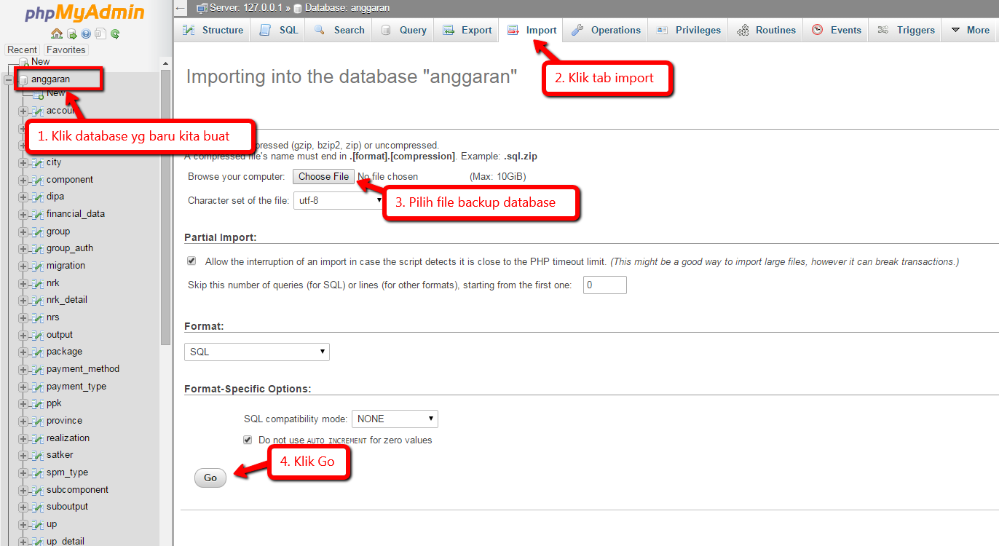 phpMyAdmin
Recent Favorites
New
anggaran
New
city
component
dipa
financial_data
group
group_auth
migration
nrk
nrk_detail
nrs
output
package
payment_method
payment_type
ppk
province
realization
satker
spm_type
subcomponent
suboutput
up
up_detail
Server: 127.0.0.1 » Database: anggaran
Structure SQL Search Query Export Import Operations Privileges Routines Events Triggers More
Importing into the database "anggaran"
2. Klik tab import
1. Klik database yg baru kita buat
(gzip, bzip2, zip) or uncompressed.
A compressed file's name must end in .[format].[compression]. Example: .sql.zip
Browse your computer: Choose File No file chosen (Max: 10GiB)
3. Pilih file backup database
Character set of the file: utf-8
Partial Import:
Allow the interruption of an import in case the script detects it is close to the PHP timeout limit. (This might be a good way to import large files, however it can break transactions.)
Skip this number of queries (for SQL) or lines (for other formats), starting from the first one: 0
Format:
SQL
Format-Specific Options:
SQL compatibility mode: NONE
Do not use AUTO_INCREMENT for zero values
4. Klik Go
Go